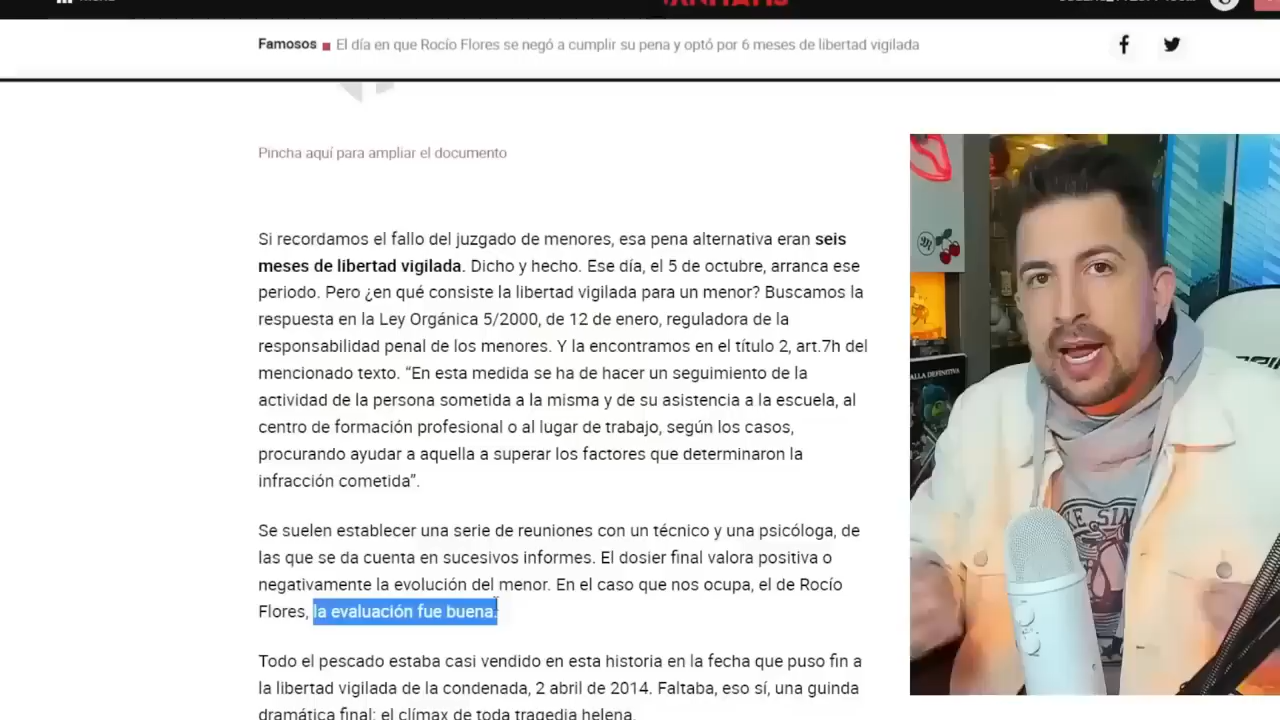 Famosos El día en que Rocío Flores se negó a cumplir su pena y optó por 6 meses de libertad vigilada
Pincha aquí para ampliar el documento
Si recordamos el fallo del juzgado de menores, esa pena alternativa eran seis
meses de libertad vigilada. Dicho y hecho. Ese día, el 5 de octubre, arranca ese
periodo. Pero ¿en qué consiste la libertad vigilada para un menor? Buscamos la
respuesta en la Ley Orgánica 5/2000, de 12 de enero, reguladora de la
responsabilidad penal de los menores. Y la encontramos en el título 2, art.7h del
mencionado texto. “En esta medida se ha de hacer un seguimiento de la
actividad de la persona sometida a la misma y de su asistencia a la escuela, al
centro de formación profesional o al lugar de trabajo, según los casos,
procurando ayudar a aquella a superar los factores que determinaron la
infracción cometida”.
Se suelen establecer una serie de reuniones con un técnico y una psicóloga, de
las que se da cuenta en sucesivos informes. El dosier final valora positiva o
negativamente la evolución del menor. En el caso que nos ocupa, el de Rocío
Flores, la evaluación fue buena.
Todo el pescado estaba casi vendido en esta historia en la fecha que puso fin a
la libertad vigilada de la condenada, 2 abril de 2014. Faltaba, eso sí, una guinda
dramática final: el clímax de toda tragedia helena.
ALLA DEFINITIVA